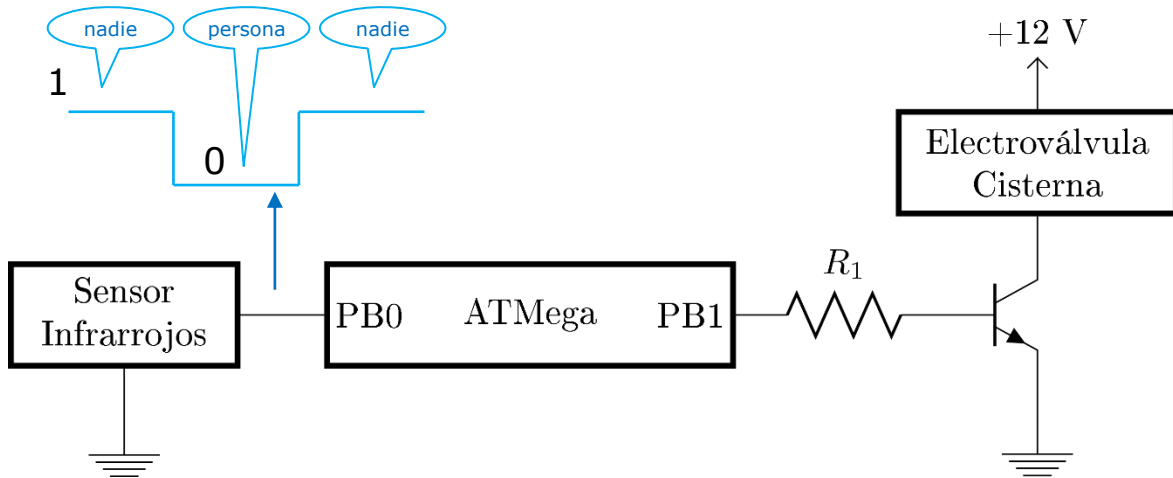 nadie
persona
nadie
1
0
+12 V
Electroválvula
Cisterna
Sensor
Infrarrojos
PB0
ATMega
PB1
R1